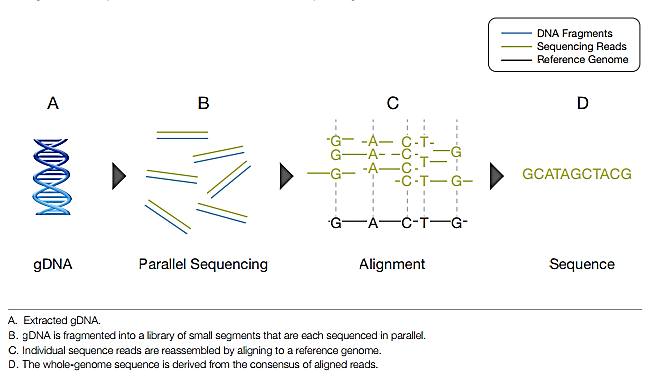 DNA Fragments
Sequencing Reads
Reference Genome
A
B
C
D
-G— -A— C-T-
G—A-—C G
T
—G— -A—C
-C-T G—
GCATAGCTACG
G—A—C-T—G-
gDNA
Parallel Sequencing
Alignment
Sequence
A. Extracted gDNA.
B. gDNA is fragmented into a library of small segments that are each sequenced in parallel.
C. Individual sequence reads are reassembled by aligning to a reference genome.
D. The whole-genome sequence is derived from the consensus of aligned reads.